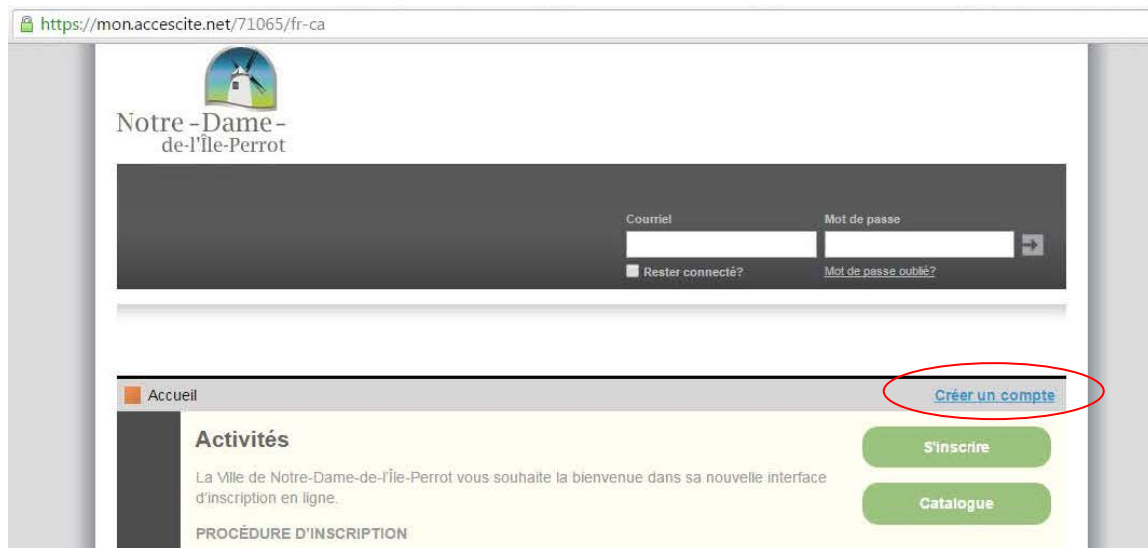 https://mon.accescite.net/71065/fr-ca
Notre-Dame-
de-l'Île-Perrot
Courriel
Mot de passe
Rester connecté?
Mot de passe oublié?
Accueil
Créer un compte
Activités
S'inscrire
La Ville de Notre-Dame-de-l'Île-Perrot vous souhaite la bienvenue dans sa nouvelle interface
d'inscription en ligne.
Catalogue
PROCÉDURE D'INSCRIPTION